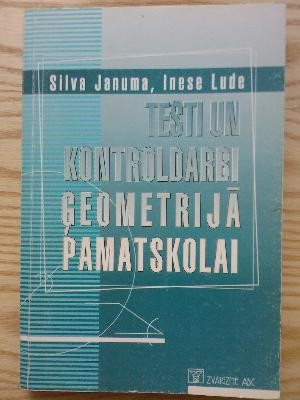 Silva Januma, Inese Lude
TESTI UN
KONTROLDARBI
ĢEOMETRIJĀ
PAMATSKOLAI
ZVAIGZNE ABC